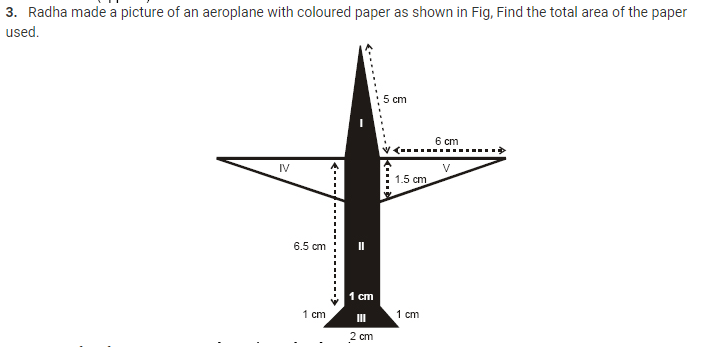 3. Radha made a picture of an aeroplane with coloured paper as shown in Fig, Find the total area of the paper
used.
5 cm
I
6 cm
IV
V
1.5 cm
6.5 cm
II
1 cm
1 cm
III
1 cm
2 cm